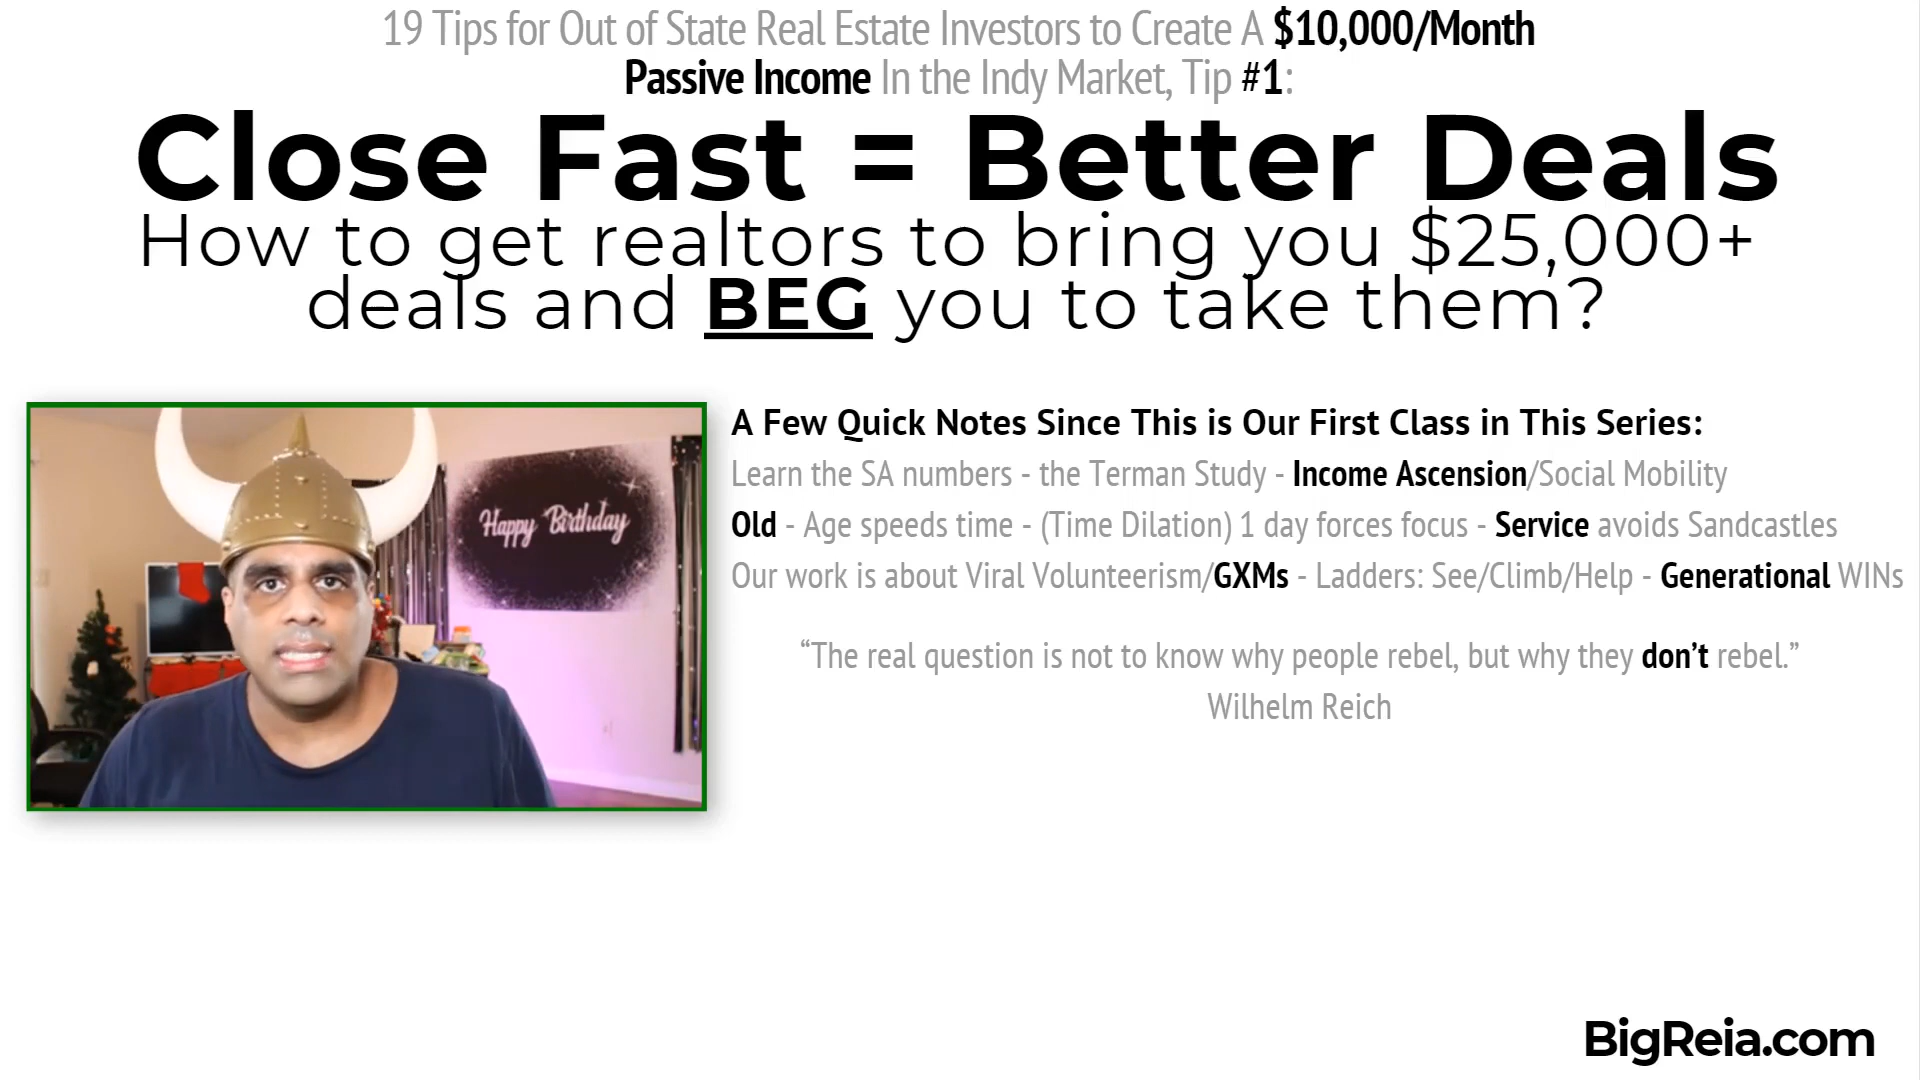 19 Tips for Out of State Real Estate Investors to Create A $10,000/Month
Passive Income In the Indy Market, Tip #1:
Close Fast = Better Deals
How to get realtors to bring you $25,000+
deals and BEG you to take them?
Happy Birthday
A Few Quick Notes Since This is Our First Class in This Series:
Learn the SA numbers - the Terman Study - Income Ascension/Social Mobility
Old - Age speeds time - (Time Dilation) 1 day forces focus - Service avoids Sandcastles
Our work is about Viral Volunteerism/GXMs - Ladders: See/Climb/Help - Generational WINs
“The real question is not to know why people rebel, but why they don’t rebel.”
Wilhelm Reich
BigReia.com